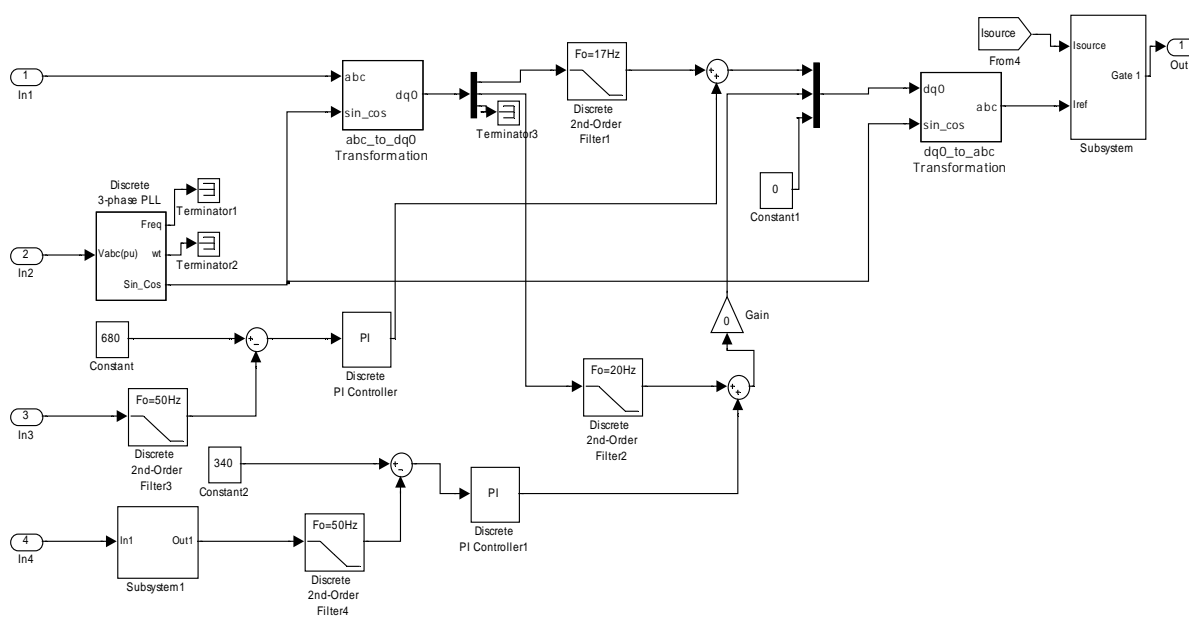 1
In1
abc
sin_cos
dq0
abc_to_dq0
Transformation
Terminator3
Fo=17Hz
Discrete
2nd-Order
Filter1
+
+
0
Constant1
dq0
sin_cos
abc
dq0_to_abc
Transformation
Isource
From4
Isource
Iref
Gate 1
Subsystem
1
Out
Discrete
3-phase PLL
Vabc(pu)
Freq
wt
Sin_Cos
Terminator1
Terminator2
2
In2
680
Constant
+
-
PI
Discrete
PI Controller
3
In3
Fo=50Hz
Discrete
2nd-Order
Filter3
0
Gain
Fo=20Hz
Discrete
2nd-Order
Filter2
+
+
340
Constant2
+
-
PI
Discrete
PI Controller1
4
In4
In1
Out1
Subsystem1
Fo=50Hz
Discrete
2nd-Order
Filter4